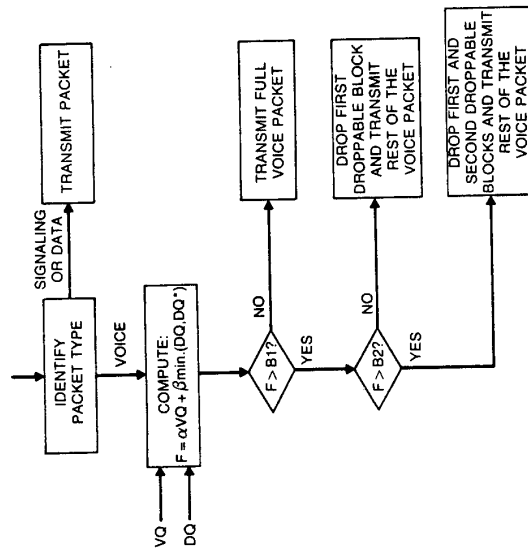 IDENTIFY
PACKET TYPE
SIGNALING
OR DATA
TRANSMIT PACKET
VOICE
VQ
DQ
COMPUTE:
F = αVQ + βmin.(DQ,DQ*)
F > B1?
NO
TRANSMIT FULL
VOICE PACKET
YES
F > B2?
NO
DROP FIRST
DROPPABLE BLOCK
AND TRANSMIT
REST OF THE
VOICE PACKET
YES
DROP FIRST AND
SECOND DROPPABLE
BLOCKS AND TRANSMIT
REST OF THE
VOICE PACKET